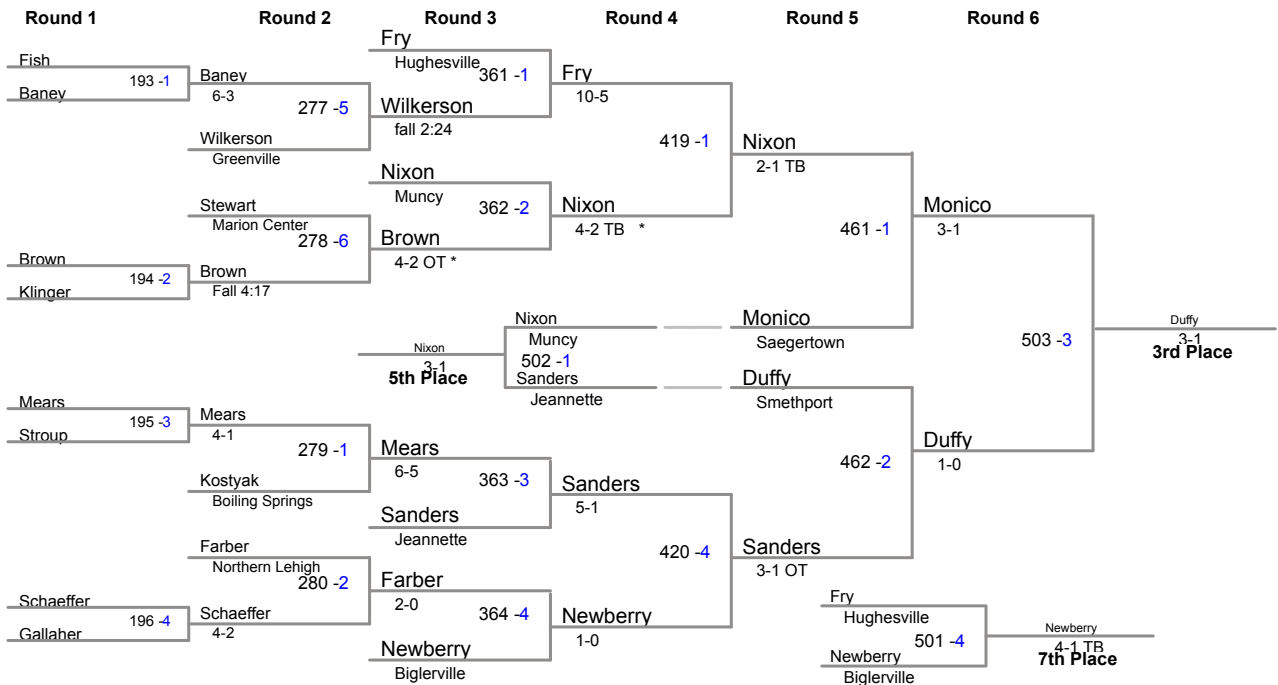 Round 1 Round 2 Round 3 Round 4 Round 5 Round 6
Fry
Hughesville
361 -1
Fish
193 -1
Baney
Baney
6-3
277 -5
Wilkerson
fall 2:24
Wilkerson
Greenville
Fry
10-5
419 -1
Nixon
2-1 TB
Nixon
Muncy
362 -2
Nixon
4-2 TB *
Stewart
Marion Center
278 -6
Brown
4-2 OT *
Brown
194 -2
Klinger
Brown
Fall 4:17
461 -1
Monico
3-1
Nixon
Muncy
502 -1
Sanders
Jeannette
Nixon
3-1
5th Place
Monico
Saegertown
503 -3
Duffy
3-1
3rd Place
Duffy
Smethport
462 -2
Duffy
1-0
Mears
195 -3
Stroup
Mears
4-1
279 -1
Kostyak
Boiling Springs
Mears
6-5
363 -3
Sanders
Jeannette
Sanders
5-1
420 -4
Sanders
3-1 OT
Farber
Northern Lehigh
280 -2
Farber
2-0
364 -4
Newberry
1-0
Schaeffer
196 -4
Gallaher
Schaeffer
4-2
Newberry
Biglerville
Fry
Hughesville
501 -4
Newberry
Biglerville
Newberry
4-1 TB
7th Place